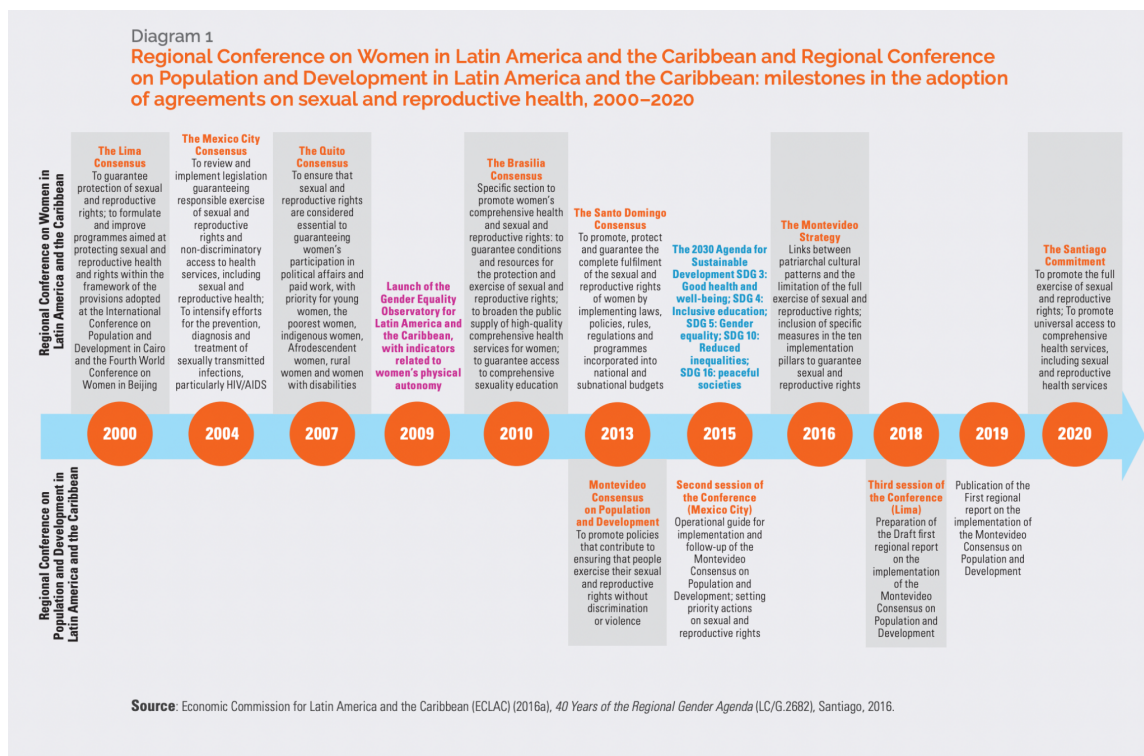 Diagram 1
Regional Conference on Women in Latin America and the Caribbean and Regional Conference
on Population and Development in Latin America and the Caribbean: milestones in the adoption
of agreements on sexual and reproductive health, 2000–2020
Regional Conference on Women in
Latin America and the Caribbean
The Lima
Consensus
To guarantee
protection of sexual
and reproductive
rights; to formulate
and improve
programmes aimed at
protecting sexual and
reproductive health
and rights within the
framework of the
provisions adopted
at the International
Conference on
Population and
Development in Cairo
and the Fourth World
Conference on
Women in Beijing
The Mexico City
Consensus
To review and
implement legislation
guaranteeing
responsible exercise
of sexual and
reproductive
rights and
non-discriminatory
access to health
services, including
sexual and
reproductive health;
To intensify efforts
for the prevention,
diagnosis and
treatment of
sexually transmitted
infections,
particularly HIV/AIDS
The Quito
Consensus
To ensure that
sexual and
reproductive rights
are considered
essential to
guaranteeing
women's
participation in
political affairs and
paid work, with
priority for young
women, the
poorest women,
indigenous women,
Afrodescendent
women, rural
women and women
with disabilities
Launch of the
Gender Equality
Observatory for
Latin America and
the Caribbean,
with indicators
related to
women's physical
autonomy
The Brasilia
Consensus
Specific section to
promote women's
comprehensive health
and sexual and
reproductive rights: to
guarantee conditions
and resources for
the protection and
exercise of sexual and
reproductive rights;
to broaden the public
supply of high-quality
comprehensive health
services for women;
to guarantee access
to comprehensive
sexuality education
The Santo Domingo
Consensus
To promote, protect
and guarantee the
complete fulfilment
of the sexual and
reproductive rights
of women by
implementing laws,
policies, rules,
regulations and
programmes
incorporated into
national and
subnational budgets
The 2030 Agenda for
Sustainable
Development SDG 3:
Good health and
well-being; SDG 4:
Inclusive education;
SDG 5: Gender
equality; SDG 10:
Reduced
inequalities;
SDG 16: peaceful
societies
The Montevideo
Strategy
Links between
patriarchal cultural
patterns and the
limitation of the full
exercise of sexual and
reproductive rights;
inclusion of specific
measures in the ten
implementation
pillars to guarantee
sexual and
reproductive rights
The Santiago
Commitment
To promote the full
exercise of sexual
and reproductive
rights; To promote
universal access to
comprehensive
health services,
including sexual
and reproductive
health services
2000
2004
2007
2009
2010
2013
2015
2016
2018
2019
2020
Regional Conference on
Population and Development in
Latin America and the Caribbean
Montevideo
Consensus
on Population
and Development
To promote policies
that contribute to
ensuring that people
exercise their sexual
and reproductive
rights without
discrimination
or violence
Second session of
the Conference
(Mexico City)
Operational guide for
implementation and
follow-up of the
Montevideo
Consensus on
Population and
Development; setting
priority actions
on sexual and
reproductive rights
Third session of
the Conference
(Lima)
Preparation of
the Draft first
regional report
on the
implementation
of the
Montevideo
Consensus on
Population and
Development
Publication of the
First regional
report on the
implementation of
the Montevideo
Consensus on
Population and
Development
Source: Economic Commission for Latin America and the Caribbean (ECLAC) (2016a), 40 Years of the Regional Gender Agenda (LC/G.2682), Santiago, 2016.